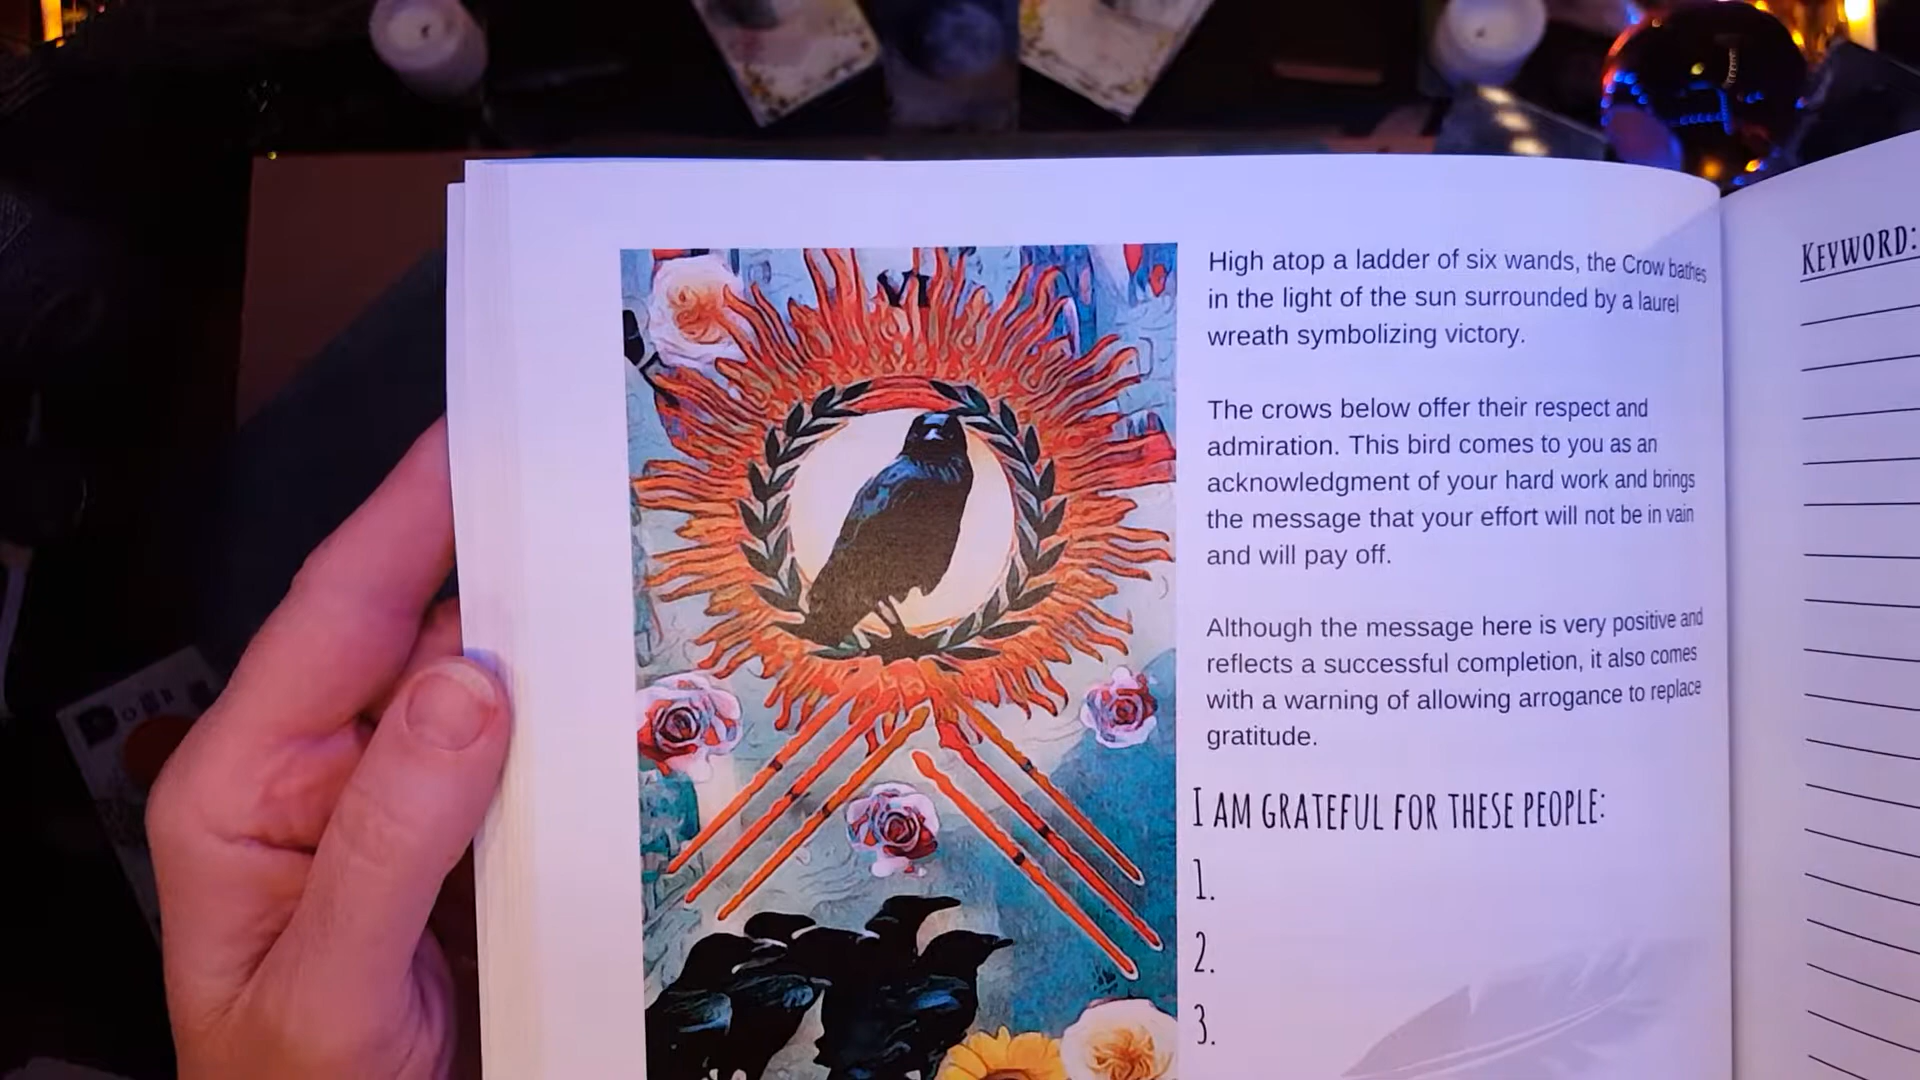 VI
High atop a ladder of six wands, the Crow bathes
in the light of the sun surrounded by a laurel
wreath symbolizing victory.
The crows below offer their respect and
admiration. This bird comes to you as an
acknowledgment of your hard work and brings
the message that your effort will not be in vain
and will pay off.
Although the message here is very positive and
reflects a successful completion, it also comes
with a warning of allowing arrogance to replace
gratitude.
I AM GRATEFUL FOR THESE PEOPLE:
1.
2.
3.
KEYWORD: